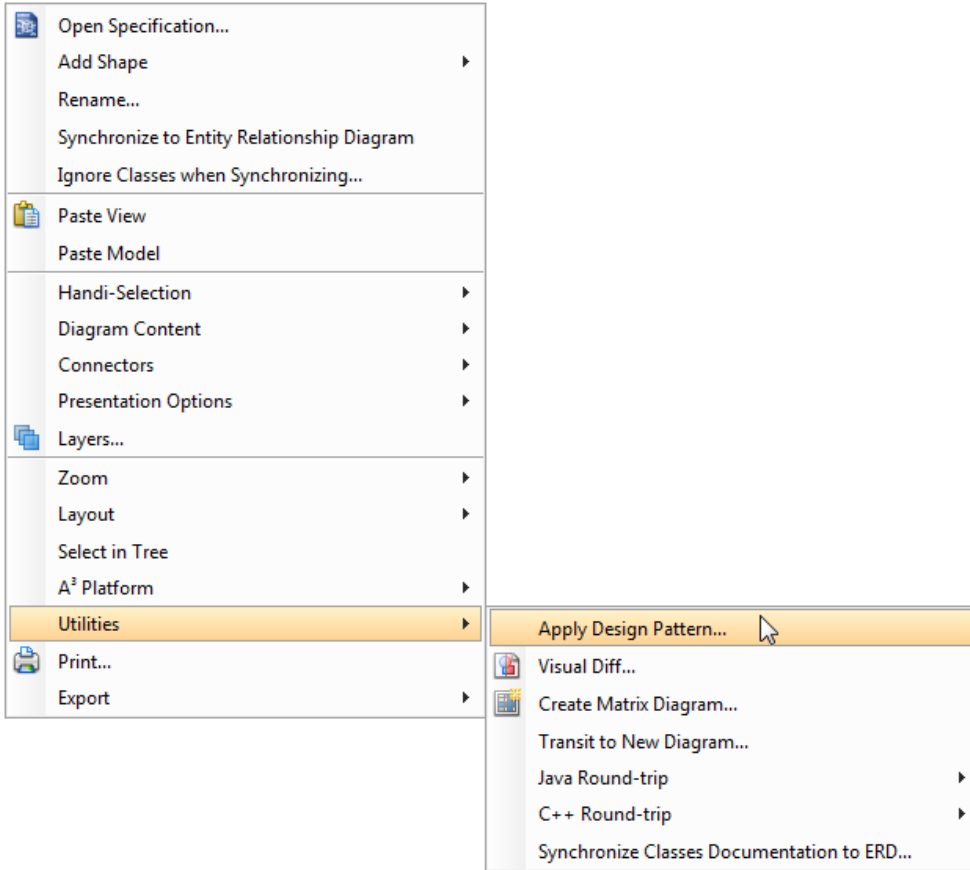 Open Specification...
Add Shape
Rename...
Synchronize to Entity Relationship Diagram
Ignore Classes when Synchronizing...
Paste View
Paste Model
Handi-Selection
Diagram Content
Connectors
Presentation Options
Layers...
Zoom
Layout
Select in Tree
A³ Platform
Utilities
Print...
Export
Apply Design Pattern...
Visual Diff...
Create Matrix Diagram...
Transit to New Diagram...
Java Round-trip
C++ Round-trip
Synchronize Classes Documentation to ERD...